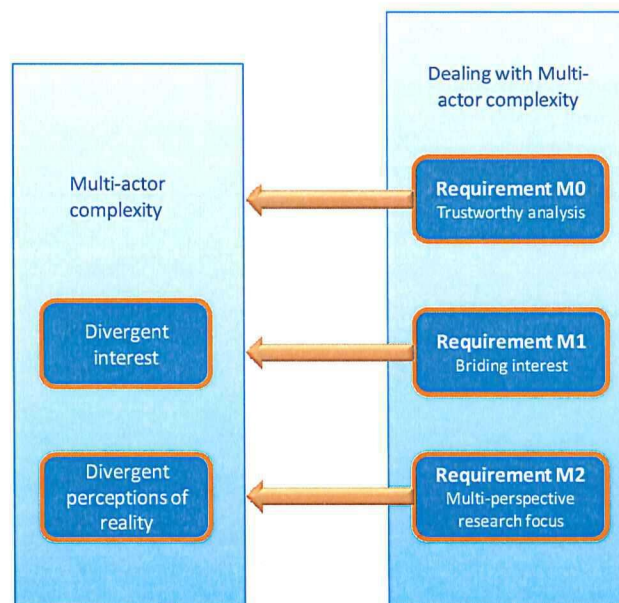 Multi-actor
complexity
Divergent
interest
Divergent
perceptions of
reality
Dealing with Multi-
actor complexity
Requirement M0
Trustworthy analysis
Requirement M1
Briding interest
Requirement M2
Multi-perspective
research focus